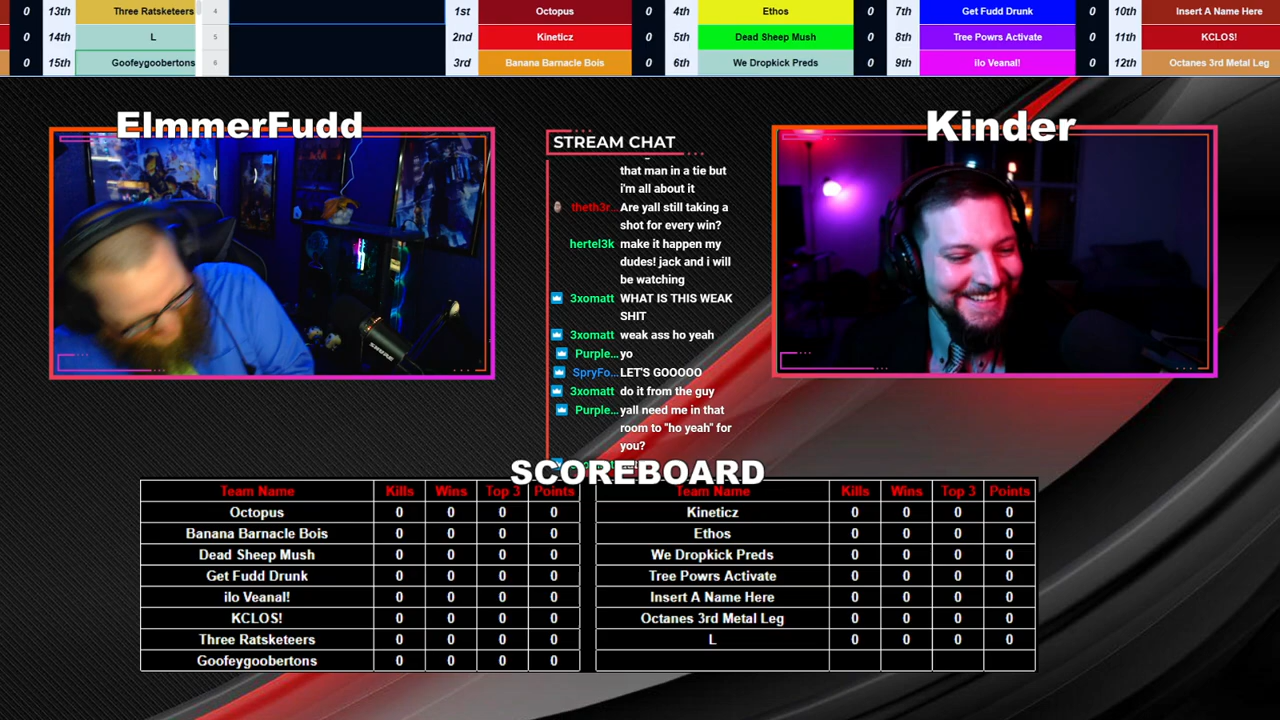 0 13th Three Ratsketeers 4 1st Octopus 0 4th Ethos 0 7th Get Fudd Drunk 0 10th Insert A Name Here
0 14th L 5 2nd Kineticz 0 5th Dead Sheep Mush 0 8th Tree Powrs Activate 0 11th KCLOS!
0 15th Goofeygoobertons 6 3rd Banana Barnacle Bois 0 6th We Dropkick Preds 0 9th ilo Veanal! 0 12th Octanes 3rd Metal Leg
ElmmerFudd
Kinder
STREAM CHAT
that man in a tie but
i'm all about it
theth3r... Are yall still taking a
shot for every win?
hertel3k make it happen my
dudes! jack and i will
be watching
3xomatt WHAT IS THIS WEAK
SHIT
3xomatt weak ass ho yeah
Purple... yo
SpryFo... LET'S GOOOOO
3xomatt do it from the guy
Purple... yall need me in that
room to "ho yeah" for
you?
SCOREBOARD
Team Name Kills Wins Top 3 Points Team Name Kills Wins Top 3 Points
Octopus 0 0 0 0 Kineticz 0 0 0 0
Banana Barnacle Bois 0 0 0 0 Ethos 0 0 0 0
Dead Sheep Mush 0 0 0 0 We Dropkick Preds 0 0 0 0
Get Fudd Drunk 0 0 0 0 Tree Powrs Activate 0 0 0 0
ilo Veanal! 0 0 0 0 Insert A Name Here 0 0 0 0
KCLOS! 0 0 0 0 Octanes 3rd Metal Leg 0 0 0 0
Three Ratsketeers 0 0 0 0 L 0 0 0 0
Goofeygoobertons 0 0 0 0
SHURE